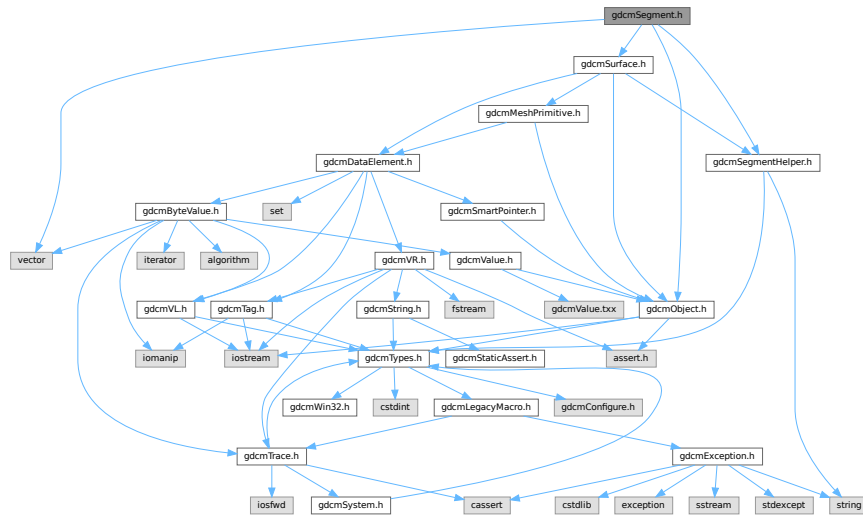 gdcmSegment.h
gdcmSurface.h
gdcmMeshPrimitive.h
gdcmDataElement.h
gdcmSegmentHelper.h
gdcmByteValue.h
set
gdcmSmartPointer.h
vector
iterator
algorithm
gdcmVR.h
gdcmValue.h
gdcmVL.h
gdcmTag.h
gdcmString.h
fstream
gdcmValue.txx
gdcmObject.h
iomanip
iostream
gdcmTypes.h
gdcmStaticAssert.h
assert.h
gdcmWin32.h
cstdint
gdcmLegacyMacro.h
gdcmConfigure.h
gdcmTrace.h
gdcmException.h
iosfwd
gdcmSystem.h
cassert
cstdlib
exception
sstream
stdexcept
string